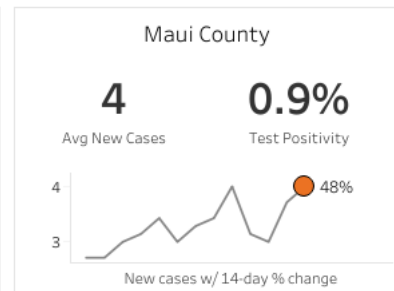 Maui County
4 0.9%
Avg New Cases Test Positivity
4 48%
3
New cases w/ 14-day % change